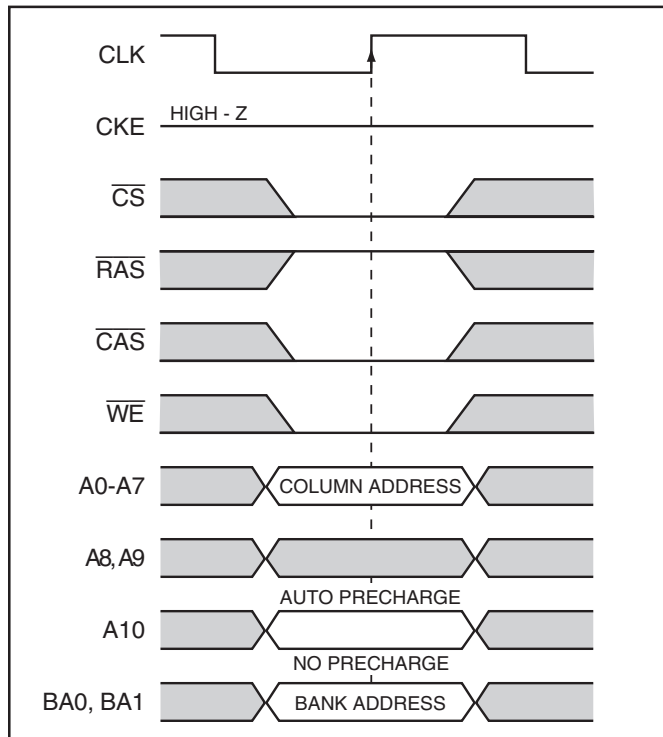 CLK
CKE HIGH - Z
CS
RAS
CAS
WE
A0-A7 COLUMN ADDRESS
A8, A9
AUTO PRECHARGE
A10
NO PRECHARGE
BA0, BA1 BANK ADDRESS